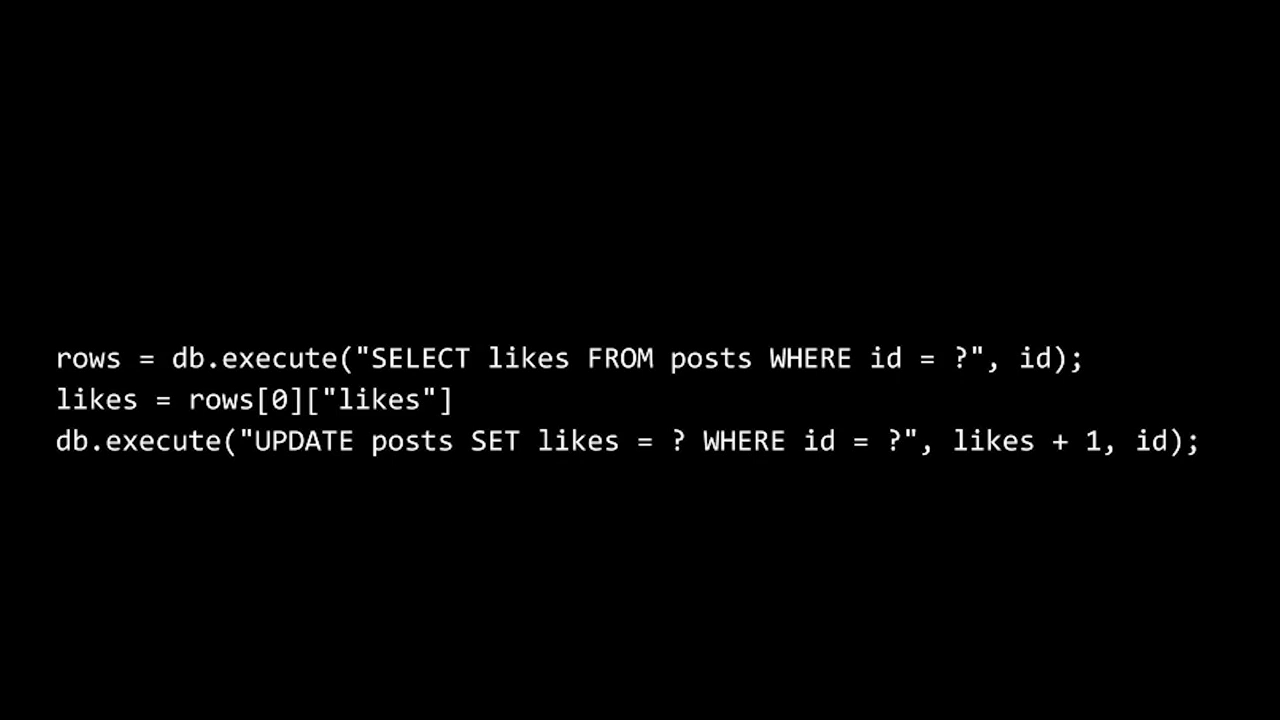 rows = db.execute("SELECT likes FROM posts WHERE id = ?", id);
likes = rows[0]["likes"]
db.execute("UPDATE posts SET likes = ? WHERE id = ?", likes + 1, id);